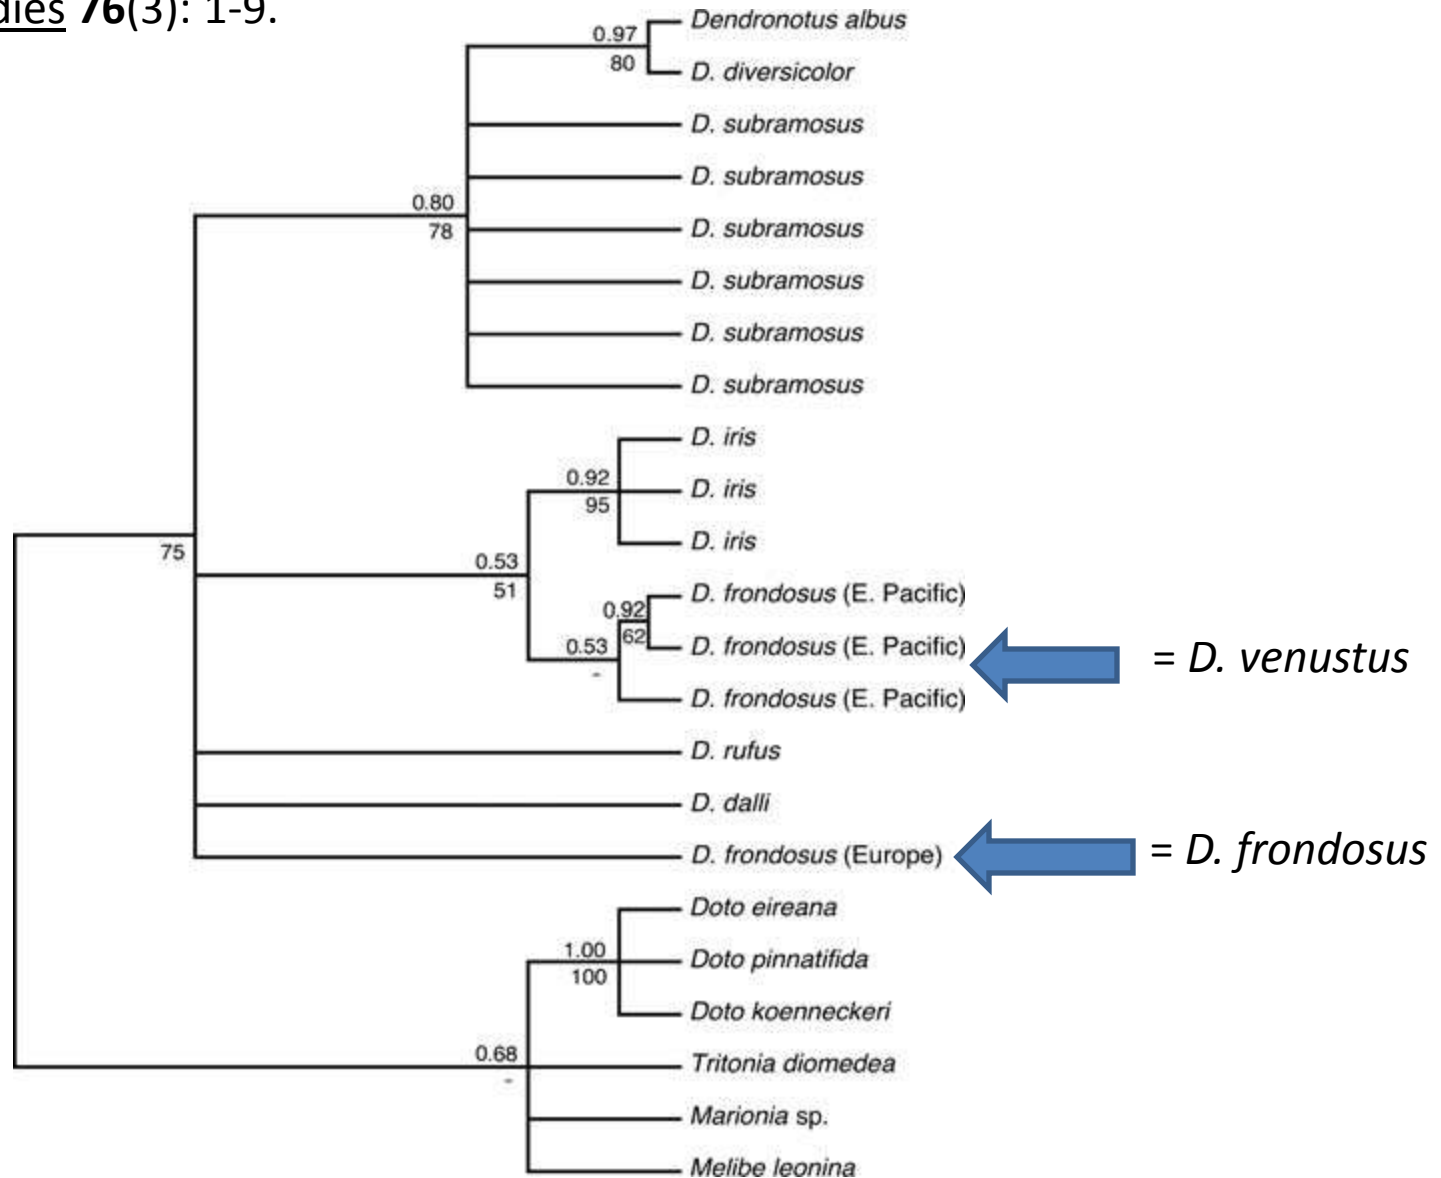 dies 76(3): 1-9.
Dendronotus albus
0.97
80
D. diversicolor
D. subramosus
D. subramosus
0.80
78
D. subramosus
D. subramosus
D. subramosus
D. subramosus
D. iris
0.92
95
D. iris
D. iris
75
0.53
51
D. frondosus (E. Pacific)
0.92
62
D. frondosus (E. Pacific)
= D. venustus
0.53
-
D. frondosus (E. Pacific)
D. rufus
D. dalli
D. frondosus (Europe)
= D. frondosus
Doto eireana
1.00
100
Doto pinnatifida
Doto koenneckeri
0.68
-
Tritonia diomedea
Marionia sp.
Melibe leonina